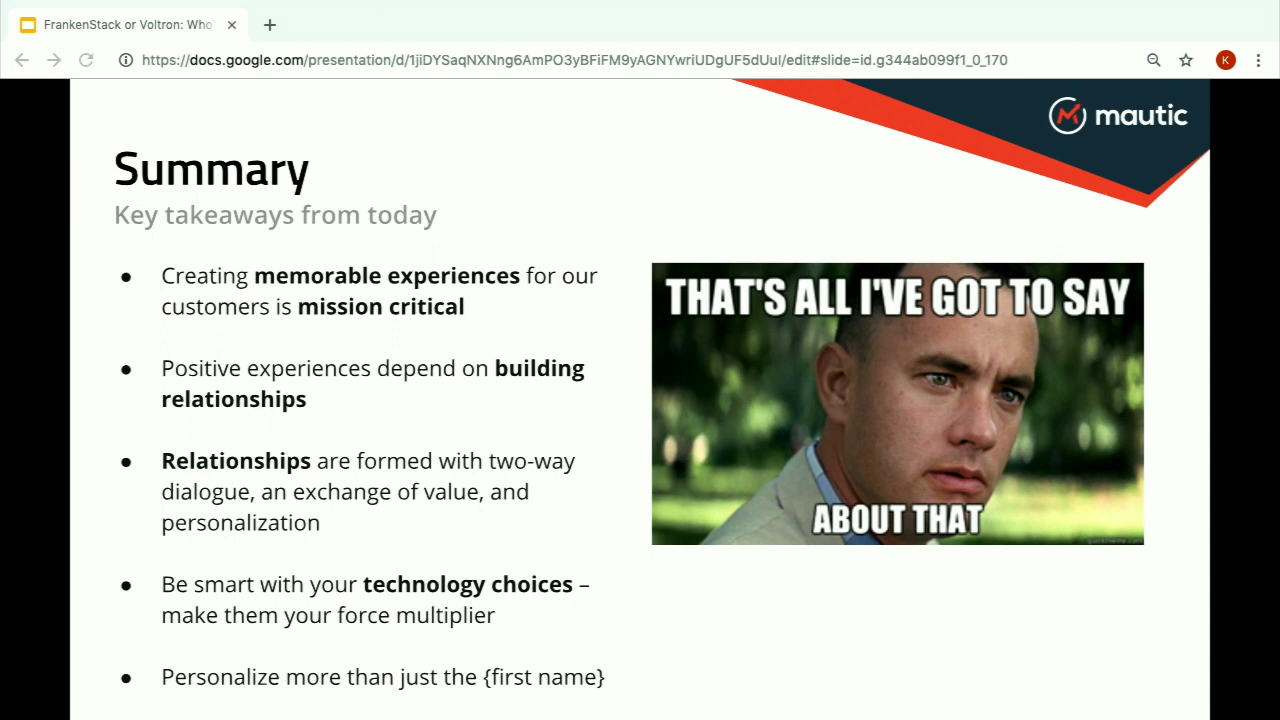 FrankenStack or Voltron: Who'
https://docs.google.com/presentation/d/1jiDYSaqNXNng6AmPO3yBFiFM9yAGNYwriUDgUF5dUuI/edit#slide=id.g344ab099f1_0_170
K
mautic
Summary
Key takeaways from today
● Creating memorable experiences for our
customers is mission critical
● Positive experiences depend on building
relationships
● Relationships are formed with two-way
dialogue, an exchange of value, and
personalization
● Be smart with your technology choices –
make them your force multiplier
● Personalize more than just the {first name}
THAT'S ALL I'VE GOT TO SAY
ABOUT THAT